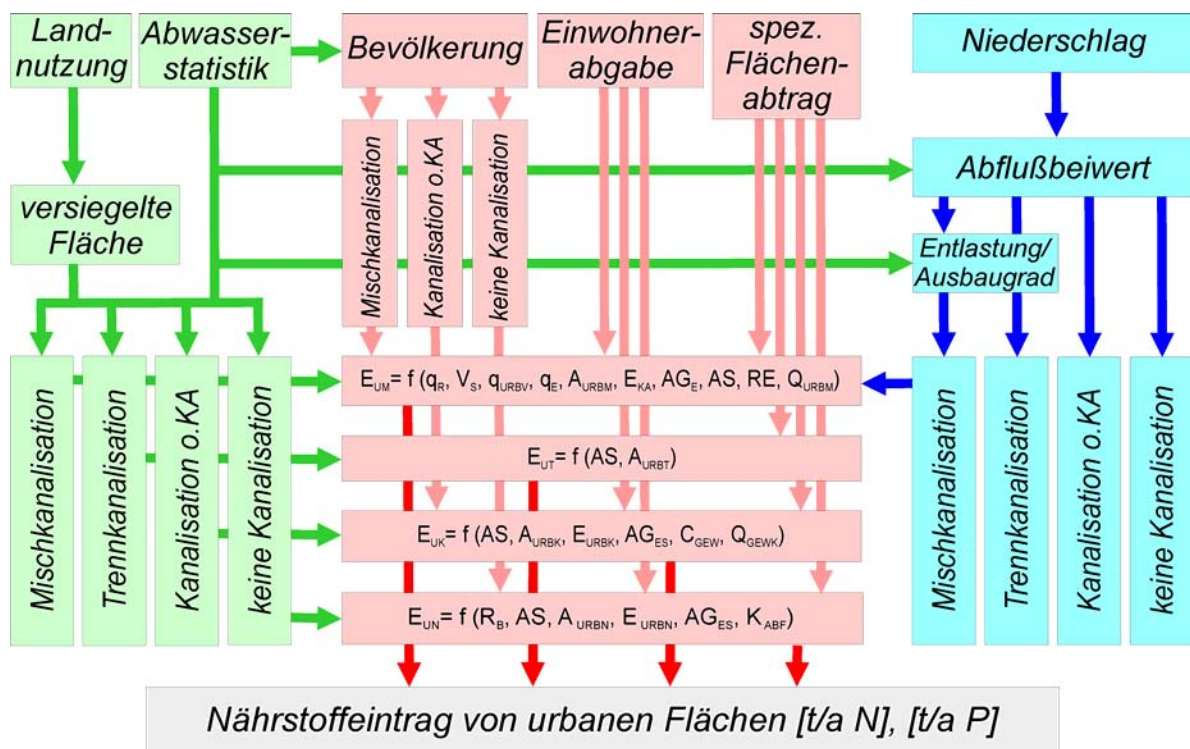 Land-
nutzung
Abwasser-
statistik
Bevölkerung
Einwohner-
abgabe
spez.
Flächen-
abtrag
Niederschlag
Mischkanalisation
Kanalisation o.KA
keine Kanalisation
Abflußbeiwert
versiegelte
Fläche
Entlastung/
Ausbaugrad
Mischkanalisation
Trennkanalisation
Kanalisation o.KA
keine Kanalisation
E_UM= f (q_R, V_S, q_URBV, q_E, A_URBM, E_KA, AG_E, AS, RE, Q_URBM)
E_UT= f (AS, A_URBT)
E_UK= f (AS, A_URBK, E_URBK, AG_ES, C_GEW, Q_GEWK)
E_UN= f (R_B, AS, A_URBN, E_URBN, AG_ES, K_ABF)
Mischkanalisation
Trennkanalisation
Kanalisation o.KA
keine Kanalisation
Nährstoffeintrag von urbanen Flächen [t/a N], [t/a P]